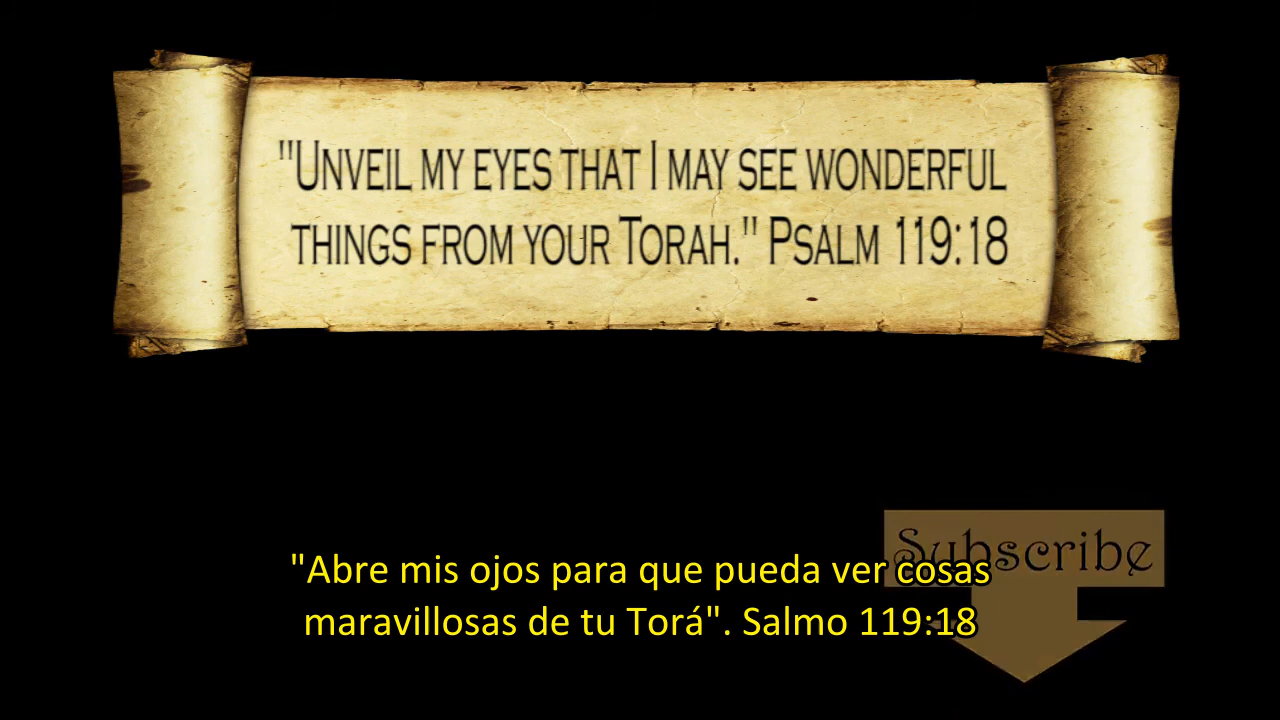 "Unveil my eyes that I may see wonderful
things from your Torah." Psalm 119:18
Subscribe
"Abre mis ojos para que pueda ver cosas
maravillosas de tu Torá". Salmo 119:18